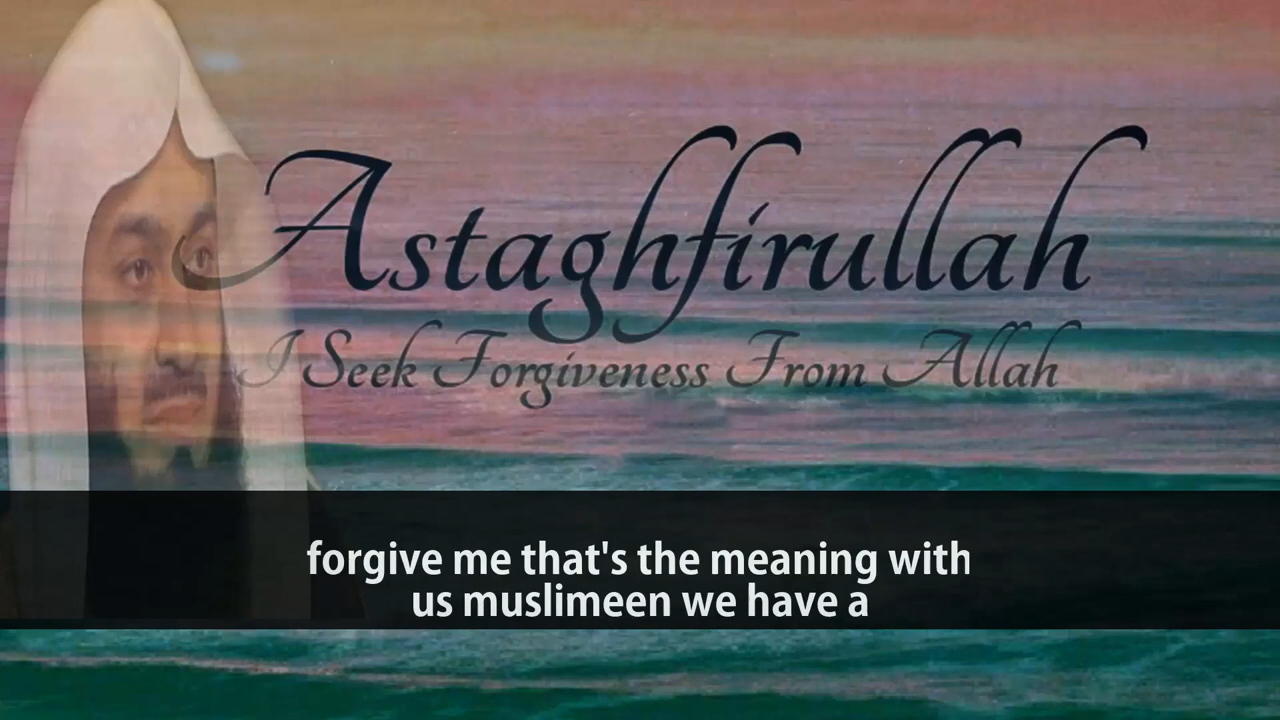 Astaghfirullah
I Seek Forgiveness From Allah
forgive me that's the meaning with
us muslimeen we have a